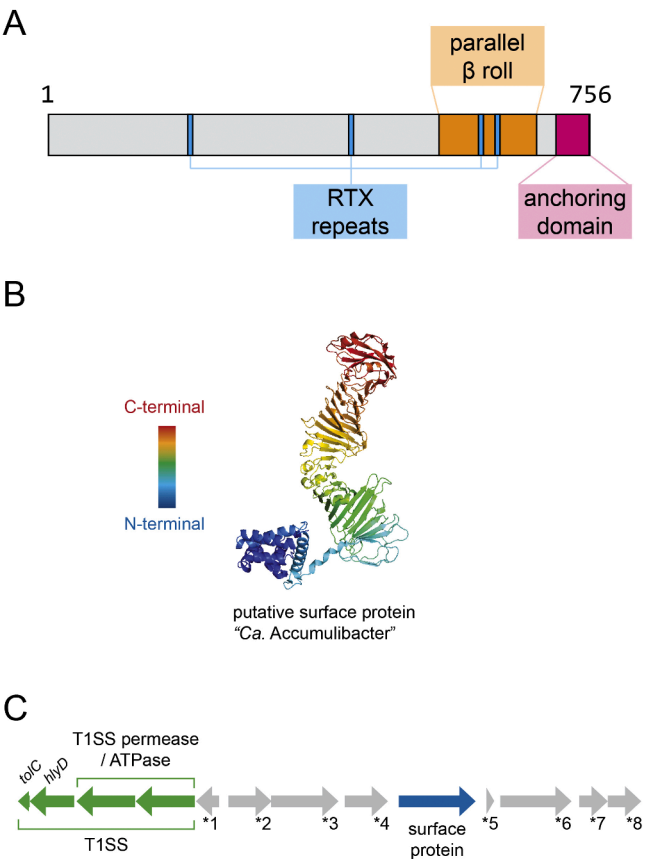 A
parallel
β roll
1
756
RTX
repeats
anchoring
domain
B
C-terminal
N-terminal
putative surface protein
“Ca. Accumulibacter”
C
T1SS permease
/ ATPase
tolC
hlyD
*1
*2
*3
*4
*5
*6
*7
*8
T1SS
surface
protein